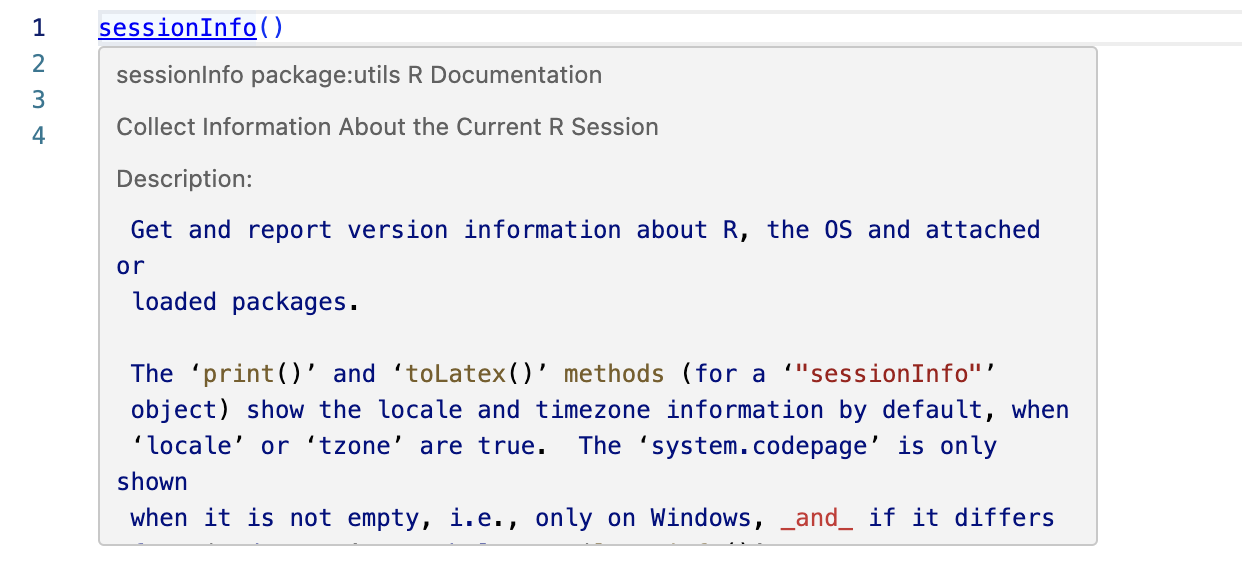 1 sessionInfo()
2
3
4
sessionInfo package:utils R Documentation
Collect Information About the Current R Session
Description:
Get and report version information about R, the OS and attached
or
loaded packages.
The ‘print()’ and ‘toLatex()’ methods (for a ‘"sessionInfo"’
object) show the locale and timezone information by default, when
‘locale’ or ‘tzone’ are true.  The ‘system.codepage’ is only
shown
when it is not empty, i.e., only on Windows, _and_ if it differs